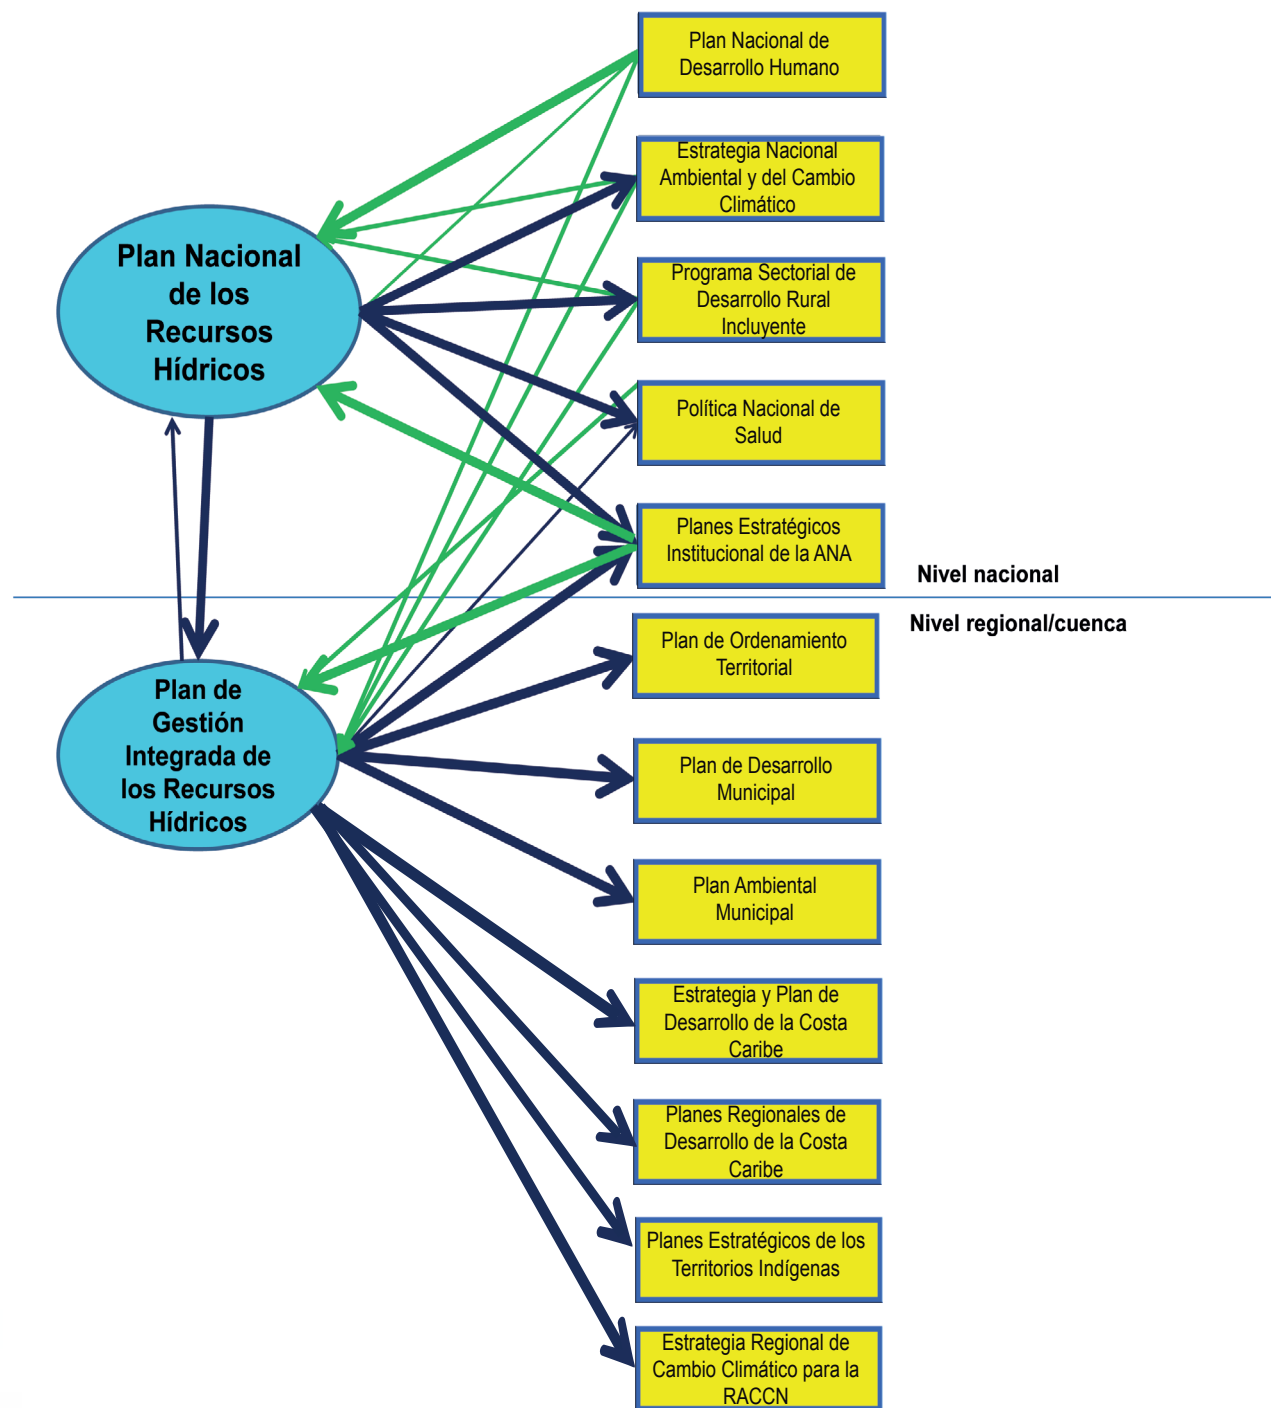 Plan Nacional de
Desarrollo Humano
Estrategia Nacional
Ambiental y del Cambio
Climático
Plan Nacional
de los
Recursos
Hídricos
Programa Sectorial de
Desarrollo Rural
Incluyente
Política Nacional de
Salud
Planes Estratégicos
Institucional de la ANA
Nivel nacional
Nivel regional/cuenca
Plan de Ordenamiento
Territorial
Plan de
Gestión
Integrada de
los Recursos
Hídricos
Plan de Desarrollo
Municipal
Plan Ambiental
Municipal
Estrategia y Plan de
Desarrollo de la Costa
Caribe
Planes Regionales de
Desarrollo de la Costa
Caribe
Planes Estratégicos de los
Territorios Indígenas
Estrategia Regional de
Cambio Climático para la
RACCN